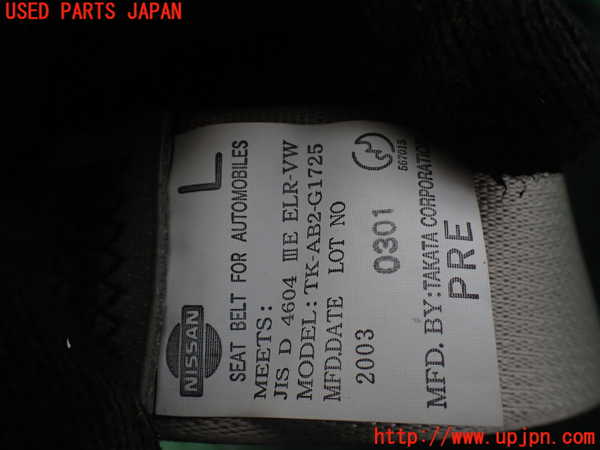 USED PARTS JAPAN
L
NISSAN
SEAT BELT FOR AUTOMOBILES
MEETS:
JIS D 4604 ⅢE ELR-VW
MODEL: TK-AB2-G1725
MFD.DATE LOT NO
2003 0301
567015
MFD. BY: TAKATA CORPORATION
PRE
http://www.upjpn.com